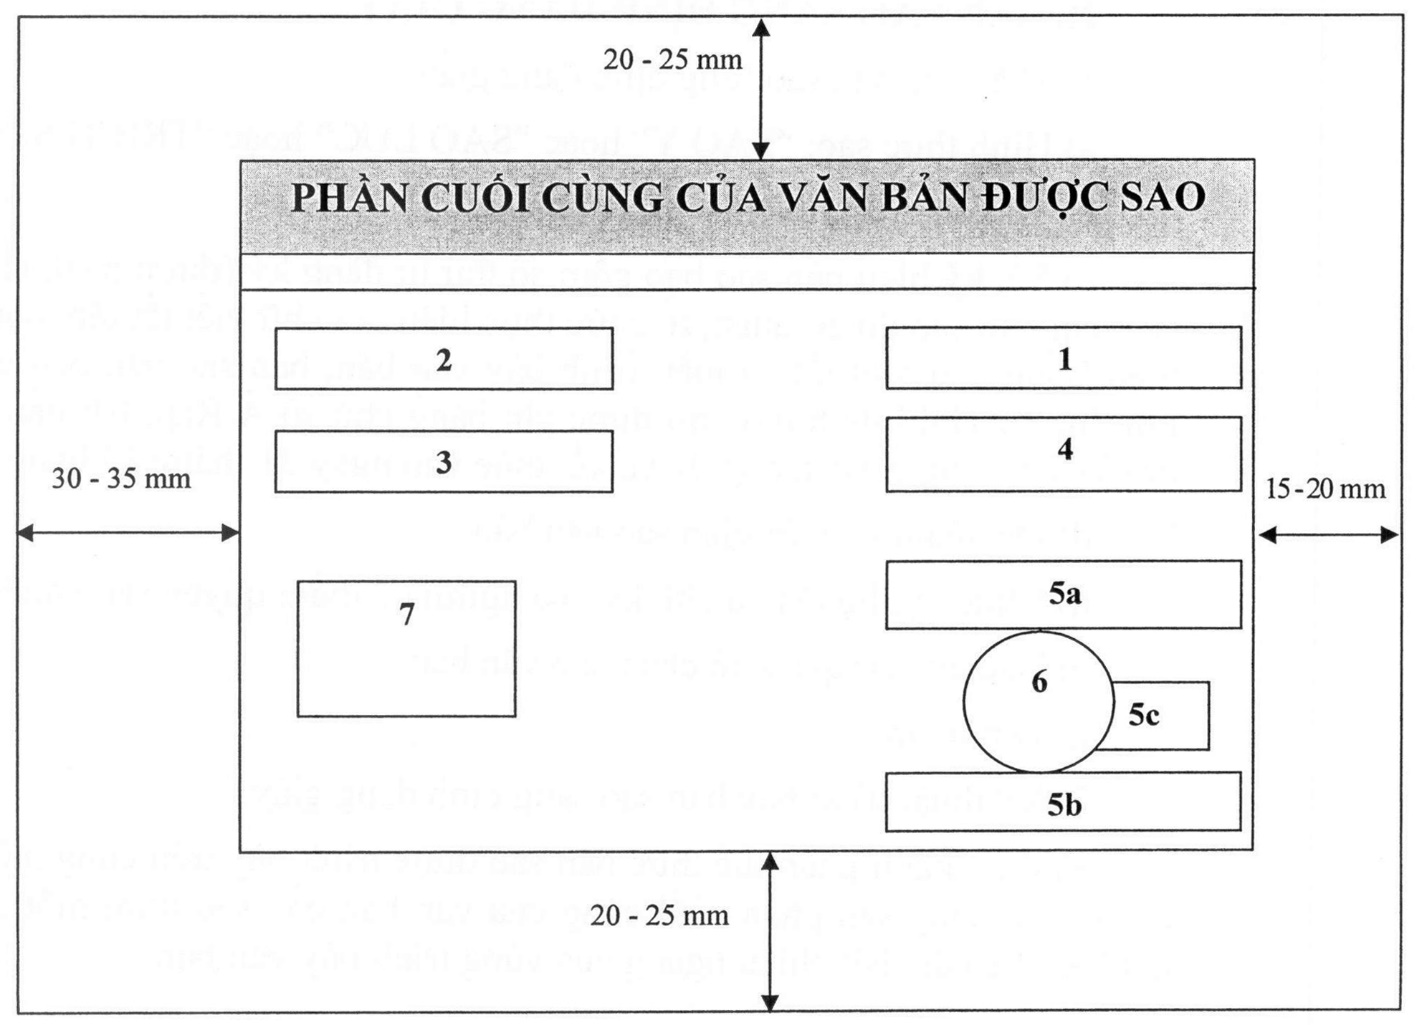 20 - 25 mm
PHẦN CUỐI CÙNG CỦA VĂN BẢN ĐƯỢC SAO
2
1
3
4
30 - 35 mm
15-20 mm
5a
7
6
5c
5b
20 - 25 mm